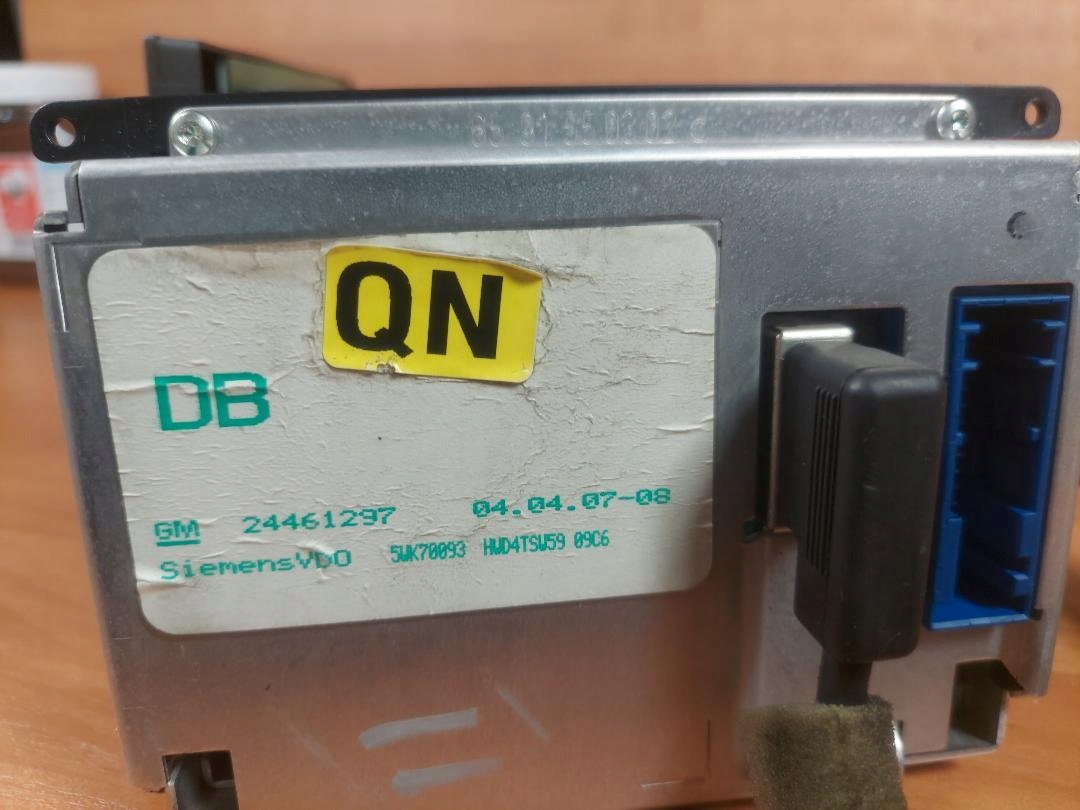 QN
DB
GM 24461297 04.04.07-08
SiemensVDO 5WK70093 HWD4TSW59 09C6